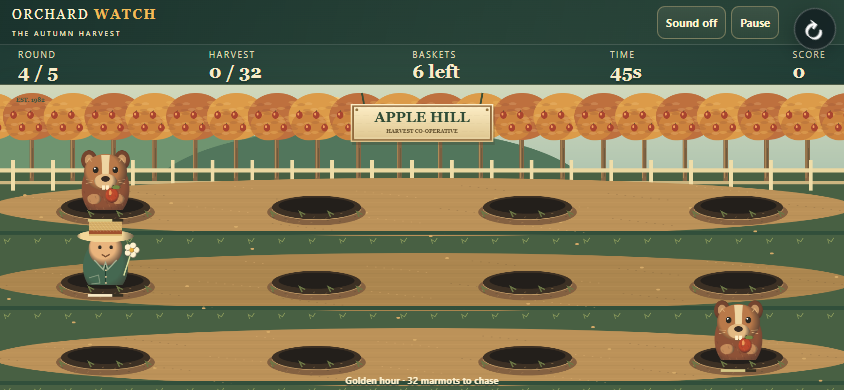 ORCHARD WATCH
THE AUTUMN HARVEST
Sound off
Pause
ROUND
4 / 5
HARVEST
0 / 32
BASKETS
6 left
TIME
45s
SCORE
0
EST. 1982
APPLE HILL
HARVEST CO-OPERATIVE
Golden hour · 32 marmots to chase